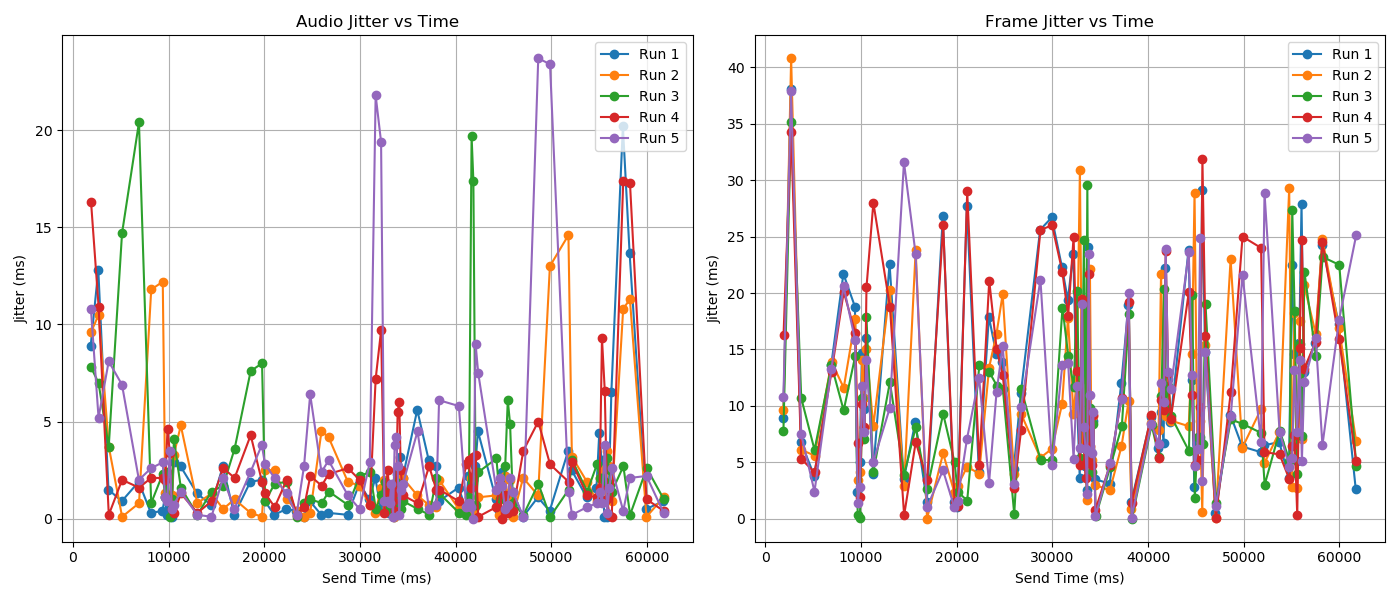 Audio Jitter vs Time
Jitter (ms)
20
15
10
5
0
Run 1
Run 2
Run 3
Run 4
Run 5
0
10000
20000
30000
40000
50000
60000
Send Time (ms)
Frame Jitter vs Time
Jitter (ms)
40
35
30
25
20
15
10
5
0
Run 1
Run 2
Run 3
Run 4
Run 5
0
10000
20000
30000
40000
50000
60000
Send Time (ms)